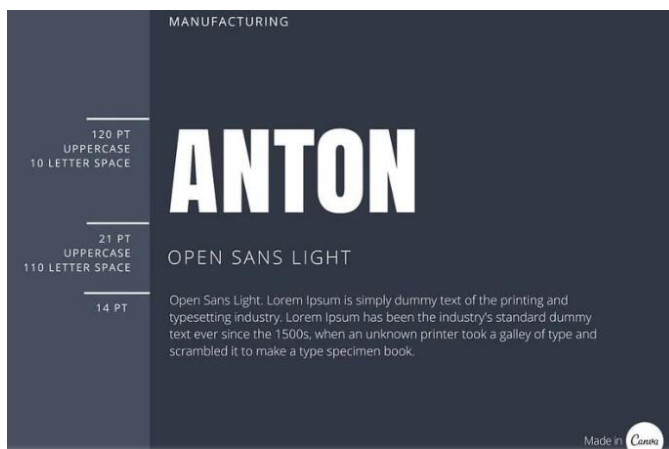 MANUFACTURING
120 PT
UPPERCASE
10 LETTER SPACE
ANTON
21 PT
UPPERCASE
110 LETTER SPACE
OPEN SANS LIGHT
14 PT
Open Sans Light. Lorem Ipsum is simply dummy text of the printing and
typesetting industry. Lorem Ipsum has been the industry's standard dummy
text ever since the 1500s, when an unknown printer took a galley of type and
scrambled it to make a type specimen book.
Made in Canva